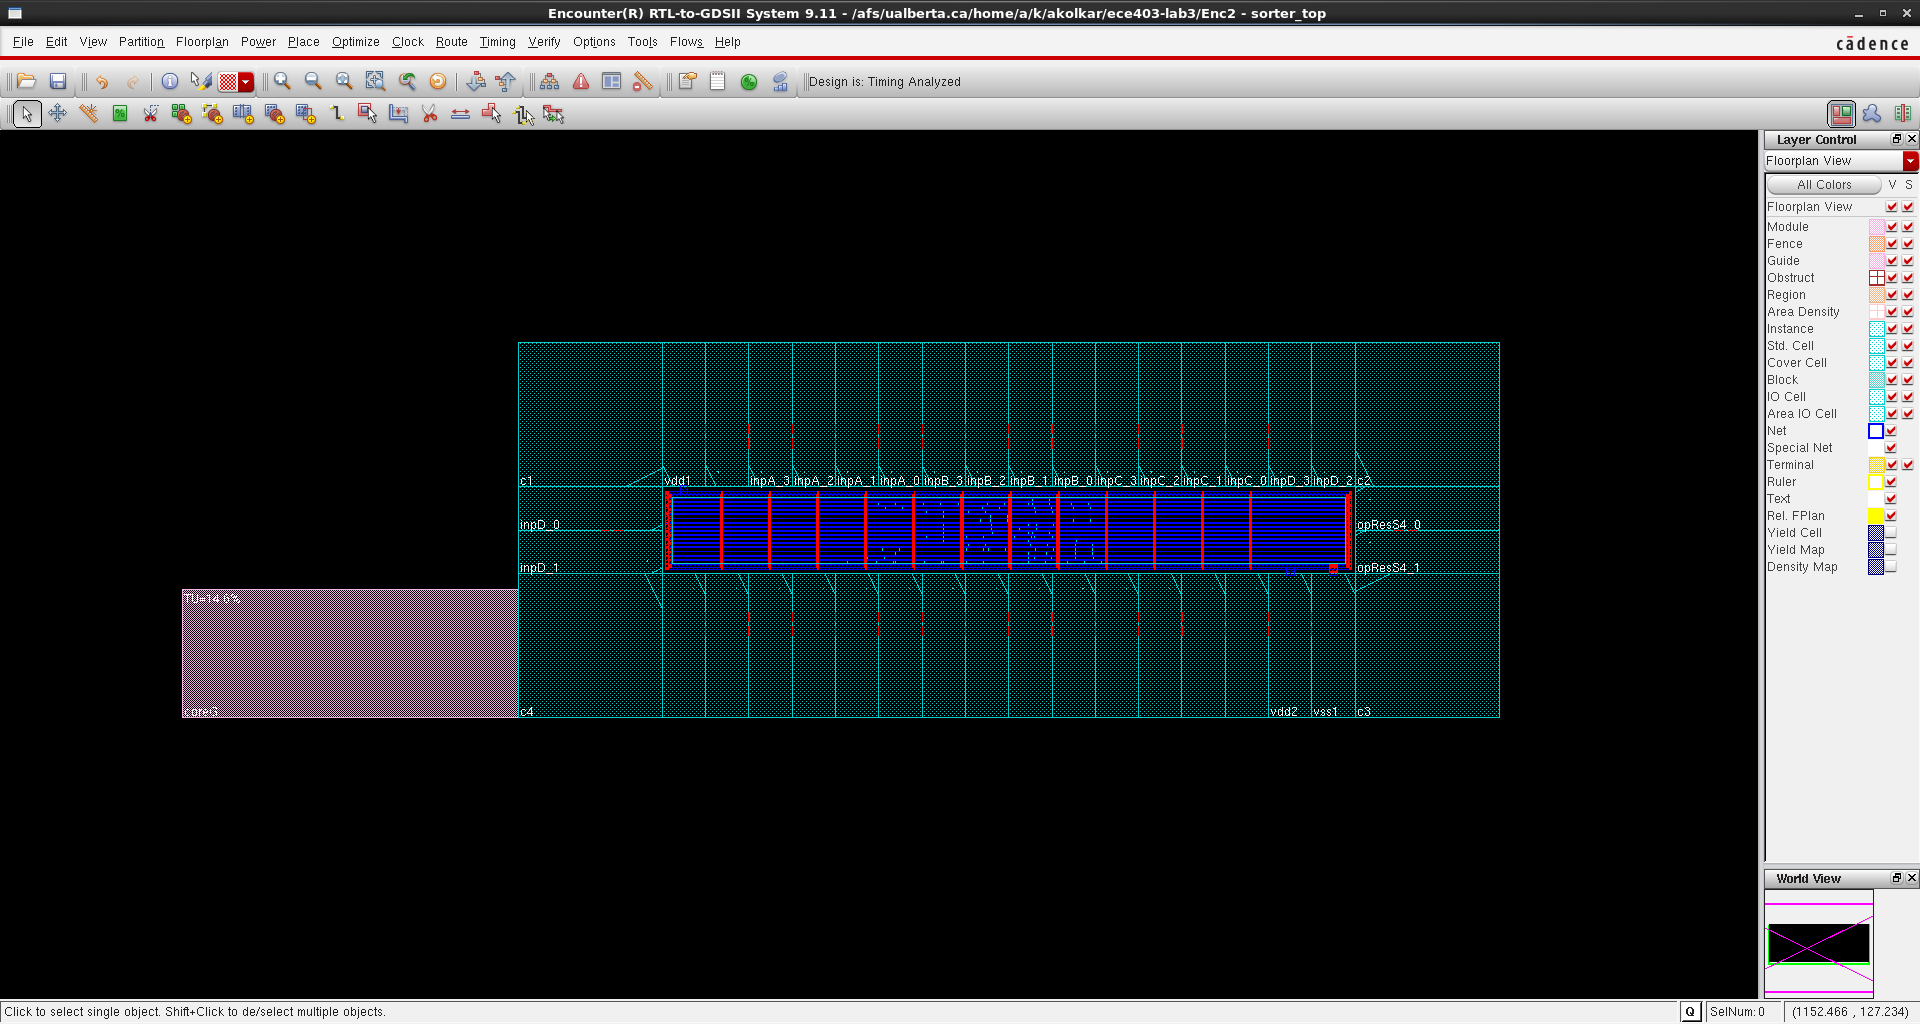 Encounter(R) RTL-to-GDSII System 9.11 - /afs/ualberta.ca/home/a/k/akolkar/ece403-lab3/Enc2 - sorter_top
File Edit View Partition Floorplan Power Place Optimize Clock Route Timing Verify Options Tools Flows Help
cādence
Design is: Timing Analyzed
Layer Control
Floorplan View
All Colors V S
Floorplan View
Module
Fence
Guide
Obstruct
Region
Area Density
Instance
Std. Cell
Cover Cell
Block
IO Cell
Area IO Cell
Net
Special Net
Terminal
Ruler
Text
Rel. FPlan
Yield Cell
Yield Map
Density Map
c1 vdd1 inpA_3 inpA_2 inpA_1 inpA_0 inpB_3 inpB_2 inpB_1 inpB_0 inpC_3 inpC_2 inpC_1 inpC_0 inpD_3 inpD_2 c2
inpD_0 opResS4_0
inpD_1 opResS4_1
TU=14.6%
c4 vdd2 vss1 c3
World View
Click to select single object. Shift+Click to de/select multiple objects.
Q SelNum: 0 (1152.466 , 127.234)